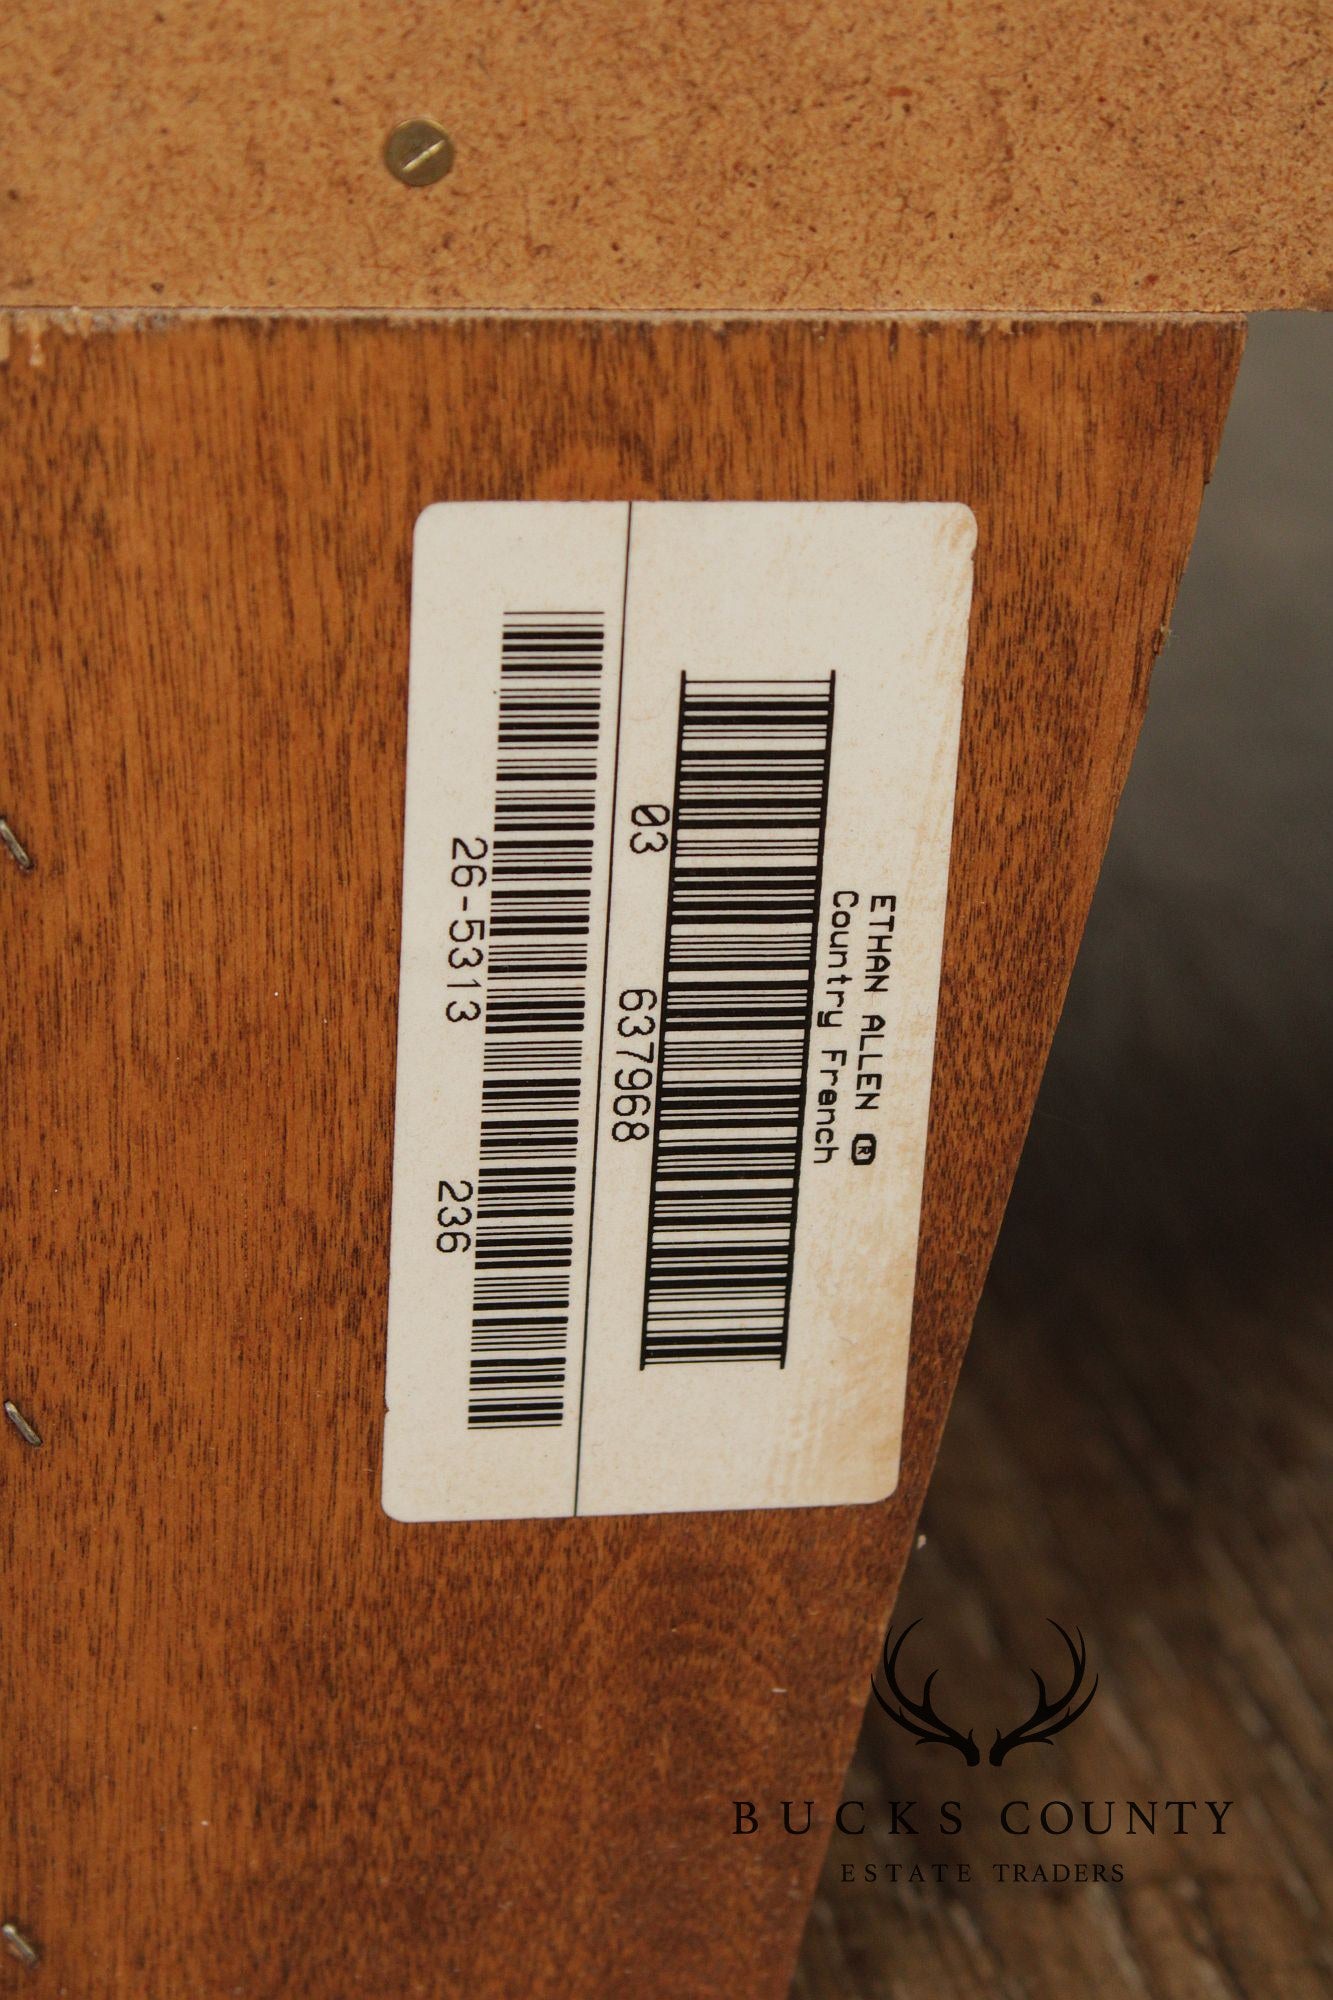 ETHAN ALLEN ®
Country French
03 637968
26-5313 236
BUCKS COUNTY
ESTATE TRADERS